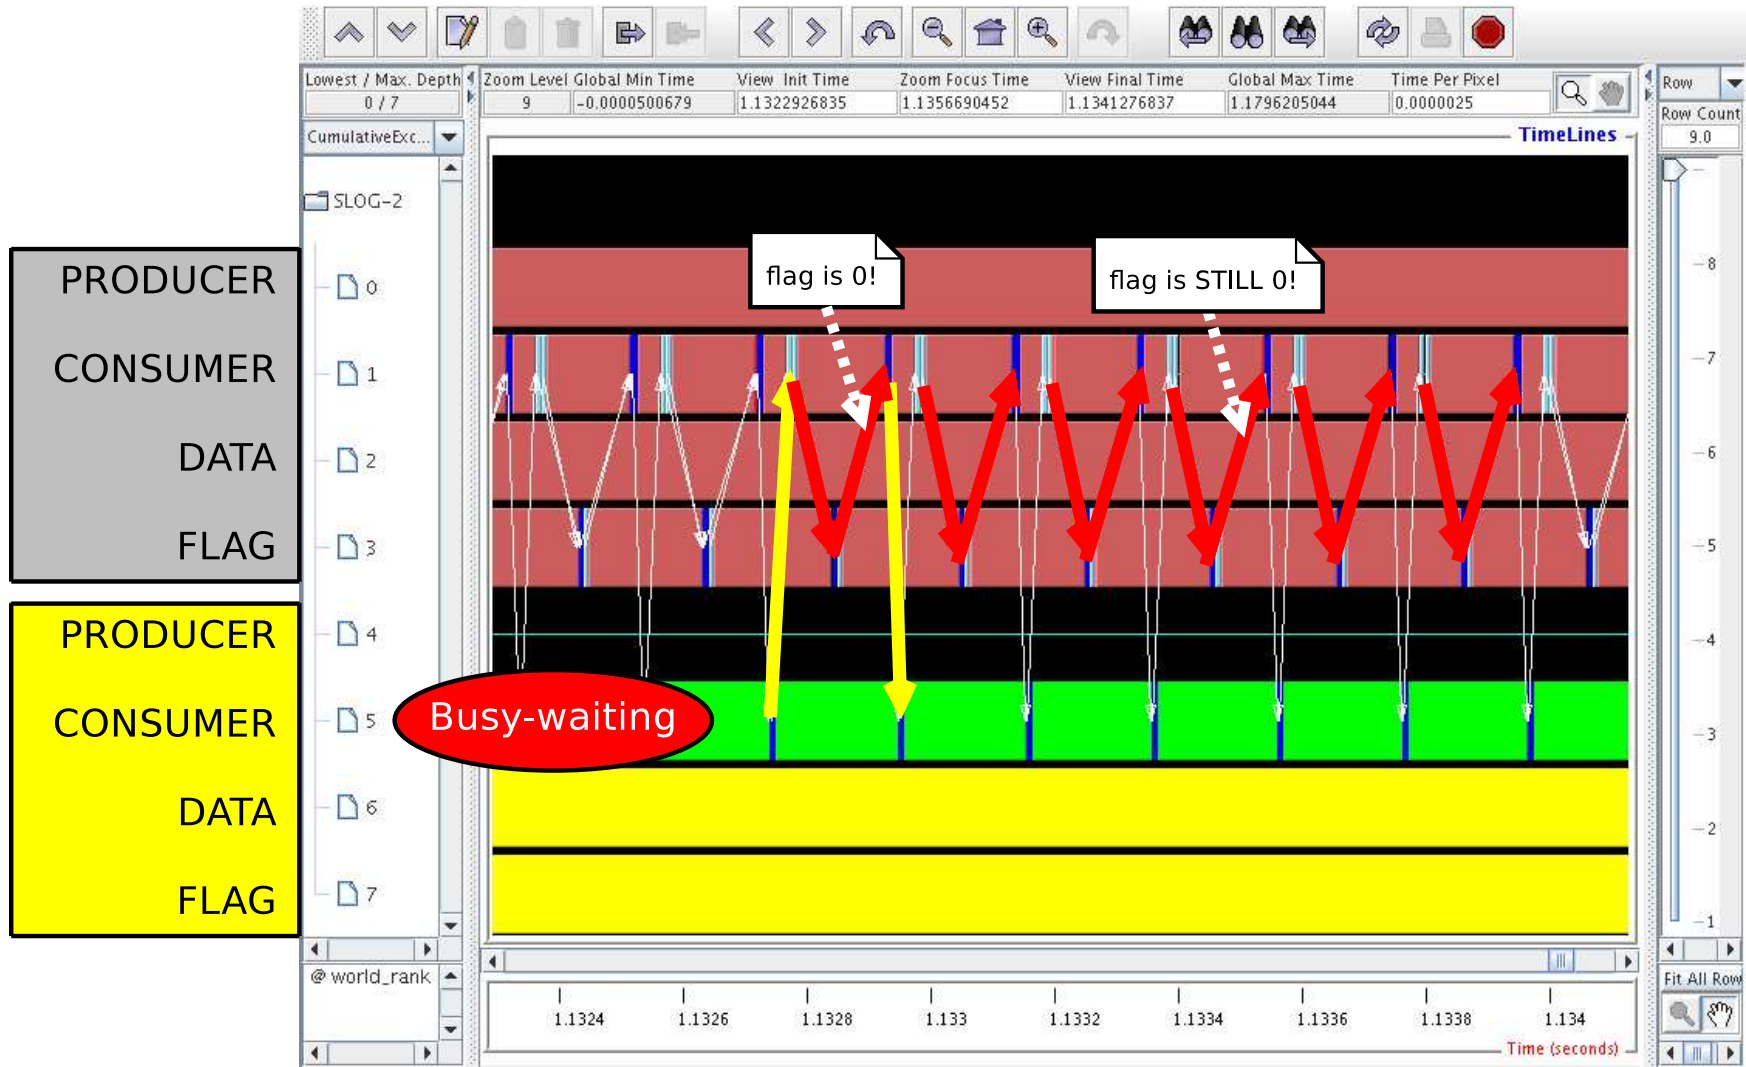 Lowest / Max. Depth
0 / 7
Zoom Level
9
Global Min Time
-0.0000500679
View Init Time
1.1322926835
Zoom Focus Time
1.1356690452
View Final Time
1.1341276837
Global Max Time
1.1796205044
Time Per Pixel
0.0000025
Row
Row Count
9.0
CumulativeExc...
TimeLines
SLOG-2
PRODUCER
0
CONSUMER
1
DATA
2
FLAG
3
PRODUCER
4
CONSUMER
5
DATA
6
FLAG
7
flag is 0!
flag is STILL 0!
Busy-waiting
8
7
6
5
4
3
2
1
@ world_rank
Fit All Row
1.1324
1.1326
1.1328
1.133
1.1332
1.1334
1.1336
1.1338
1.134
Time (seconds)